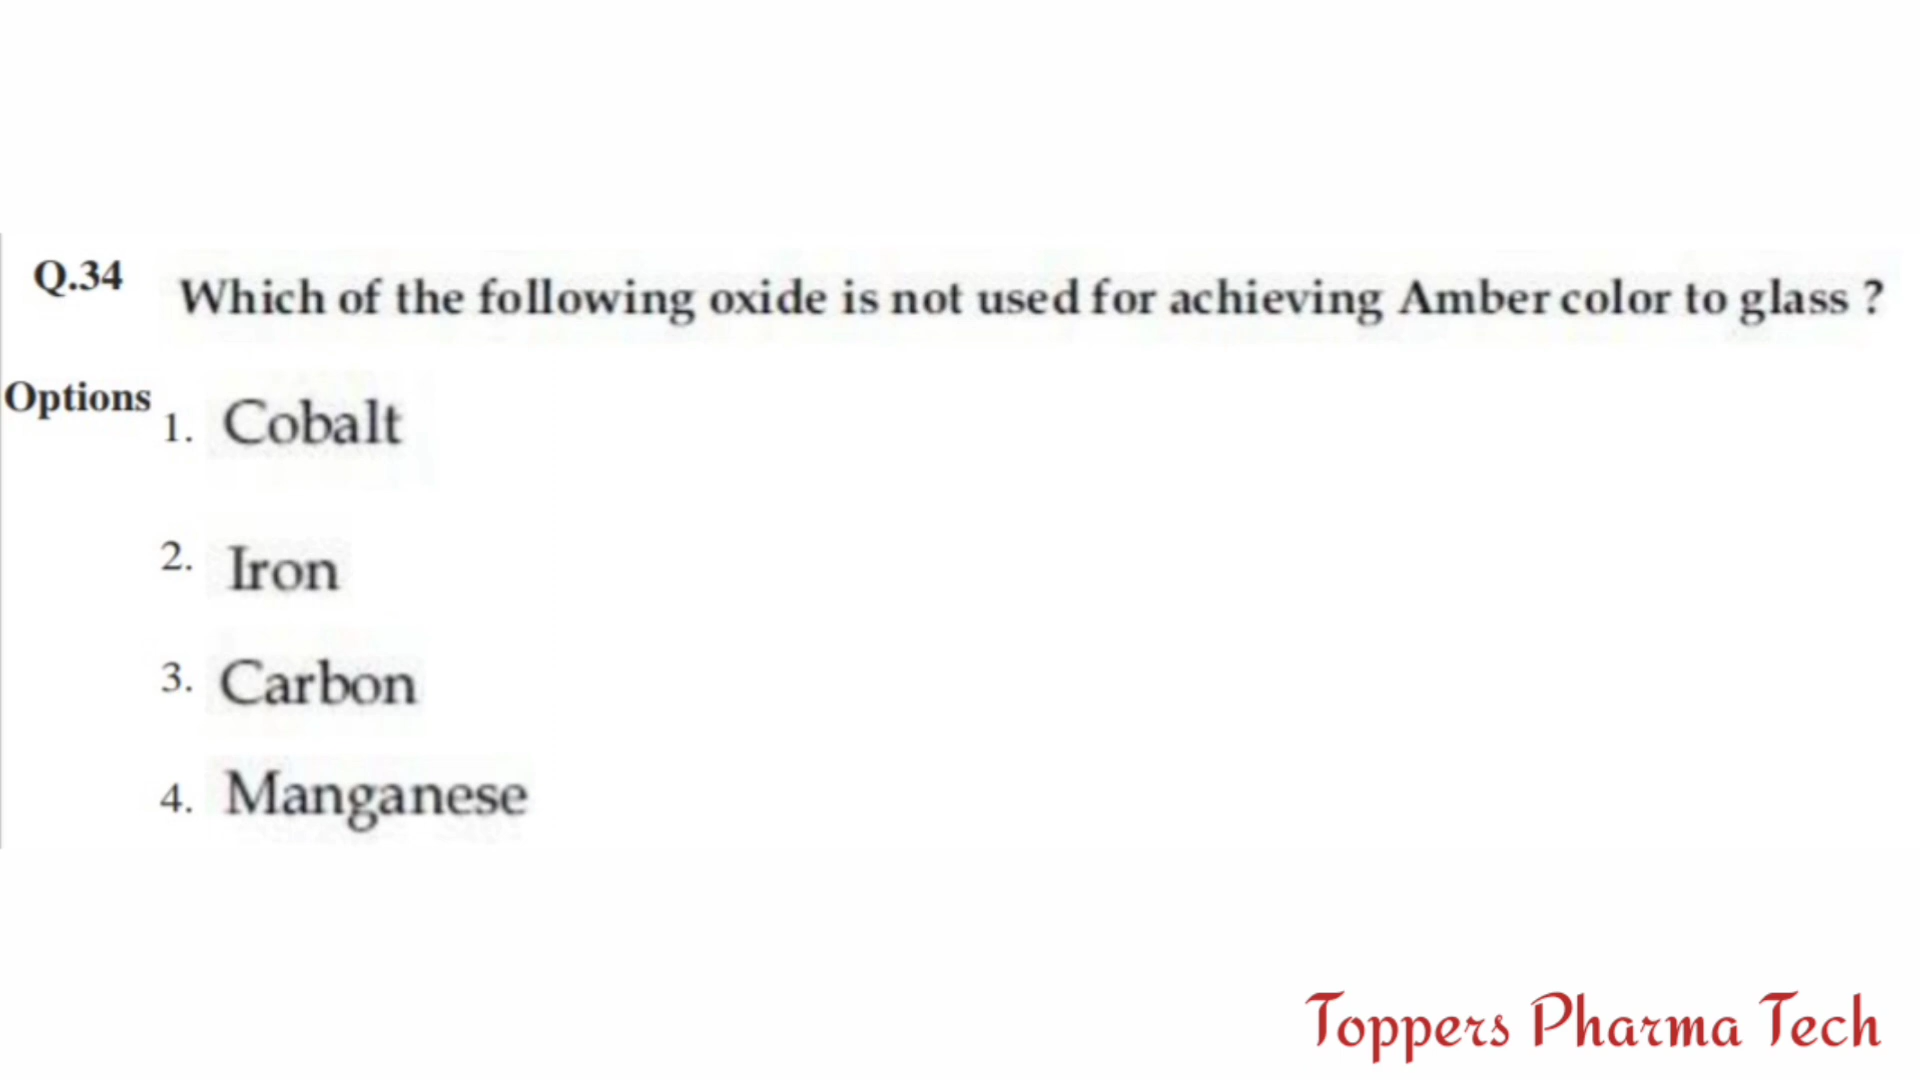 Q.34 Which of the following oxide is not used for achieving Amber color to glass ?
Options 1. Cobalt
2. Iron
3. Carbon
4. Manganese
Toppers Pharma Tech